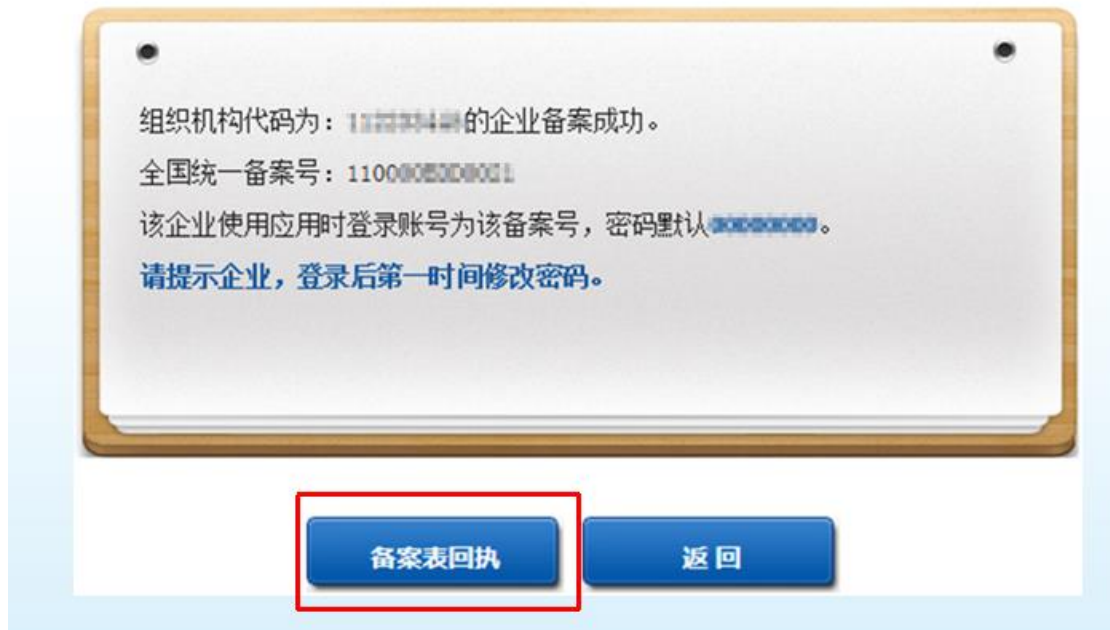 组织机构代码为：的企业备案成功。
全国统一备案号：1100
该企业使用应用时登录账号为该备案号，密码默认。
请提示企业，登录后第一时间修改密码。
备案表回执
返 回